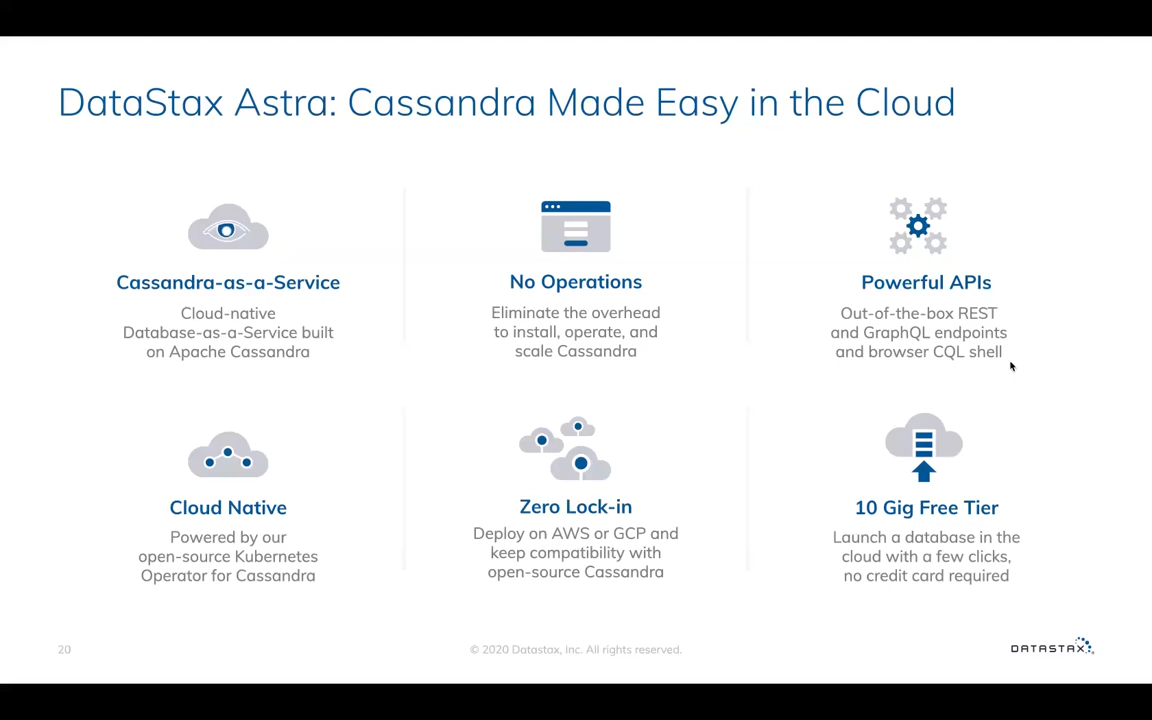 DataStax Astra: Cassandra Made Easy in the Cloud
Cassandra-as-a-Service
Cloud-native
Database-as-a-Service built
on Apache Cassandra
No Operations
Eliminate the overhead
to install, operate, and
scale Cassandra
Powerful APIs
Out-of-the-box REST
and GraphQL endpoints
and browser CQL shell
Cloud Native
Powered by our
open-source Kubernetes
Operator for Cassandra
Zero Lock-in
Deploy on AWS or GCP and
keep compatibility with
open-source Cassandra
10 Gig Free Tier
Launch a database in the
cloud with a few clicks,
no credit card required
20
© 2020 Datastax, Inc. All rights reserved.
DATASTAX